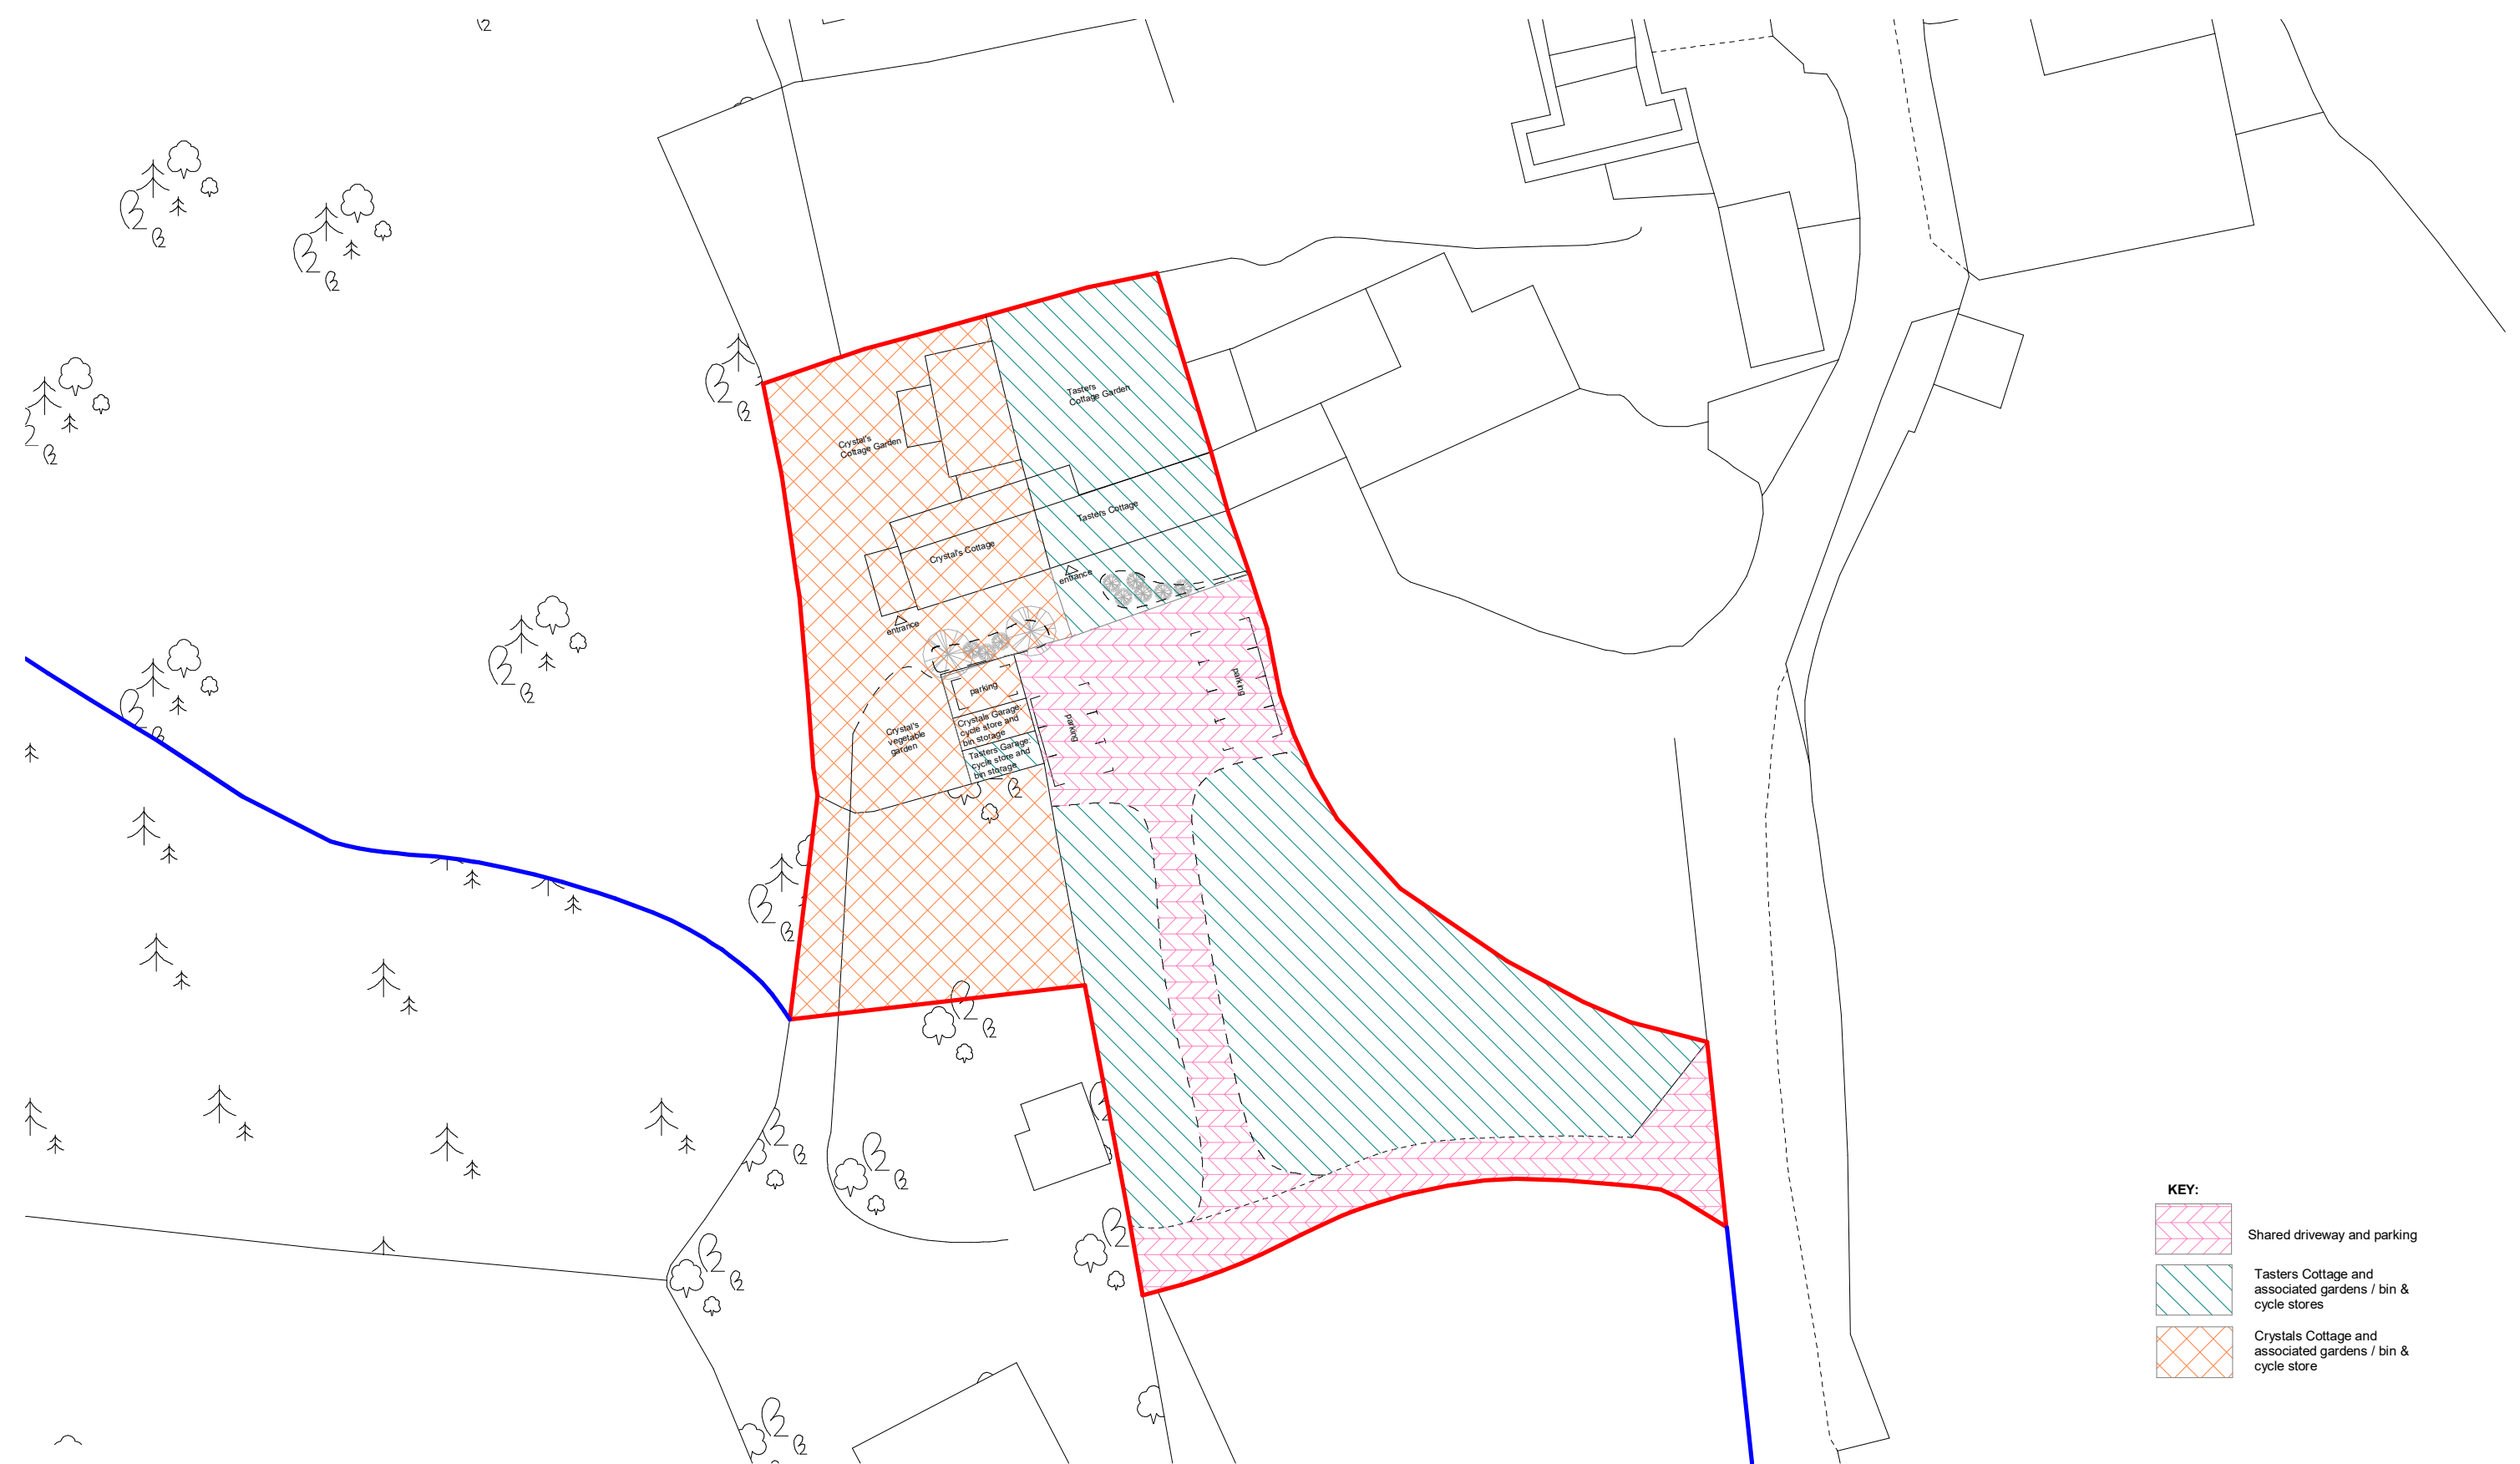 Tasters
Cottage Garden
Crystal's
Cottage Garden
Tasters Cottage
Crystal's Cottage
entrance
entrance
parking
parking
parking
Crystals Garage:
cycle store and
bin storage
Tasters Garage:
cycle store and
bin storage
Crystal's
vegetable
garden
KEY:
Shared driveway and parking
Tasters Cottage and
associated gardens / bin &
cycle stores
Crystals Cottage and
associated gardens / bin &
cycle store